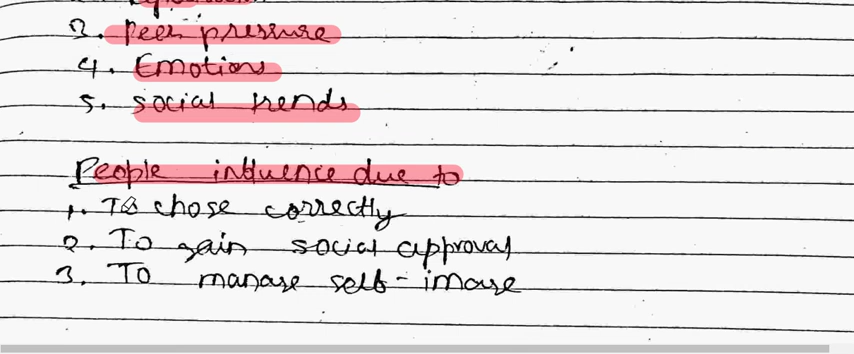 3. Peer pressure
4. Emotions
5. social trends
People influence due to
1. To chose correctly
2. To gain social approval
3. To manage self-image